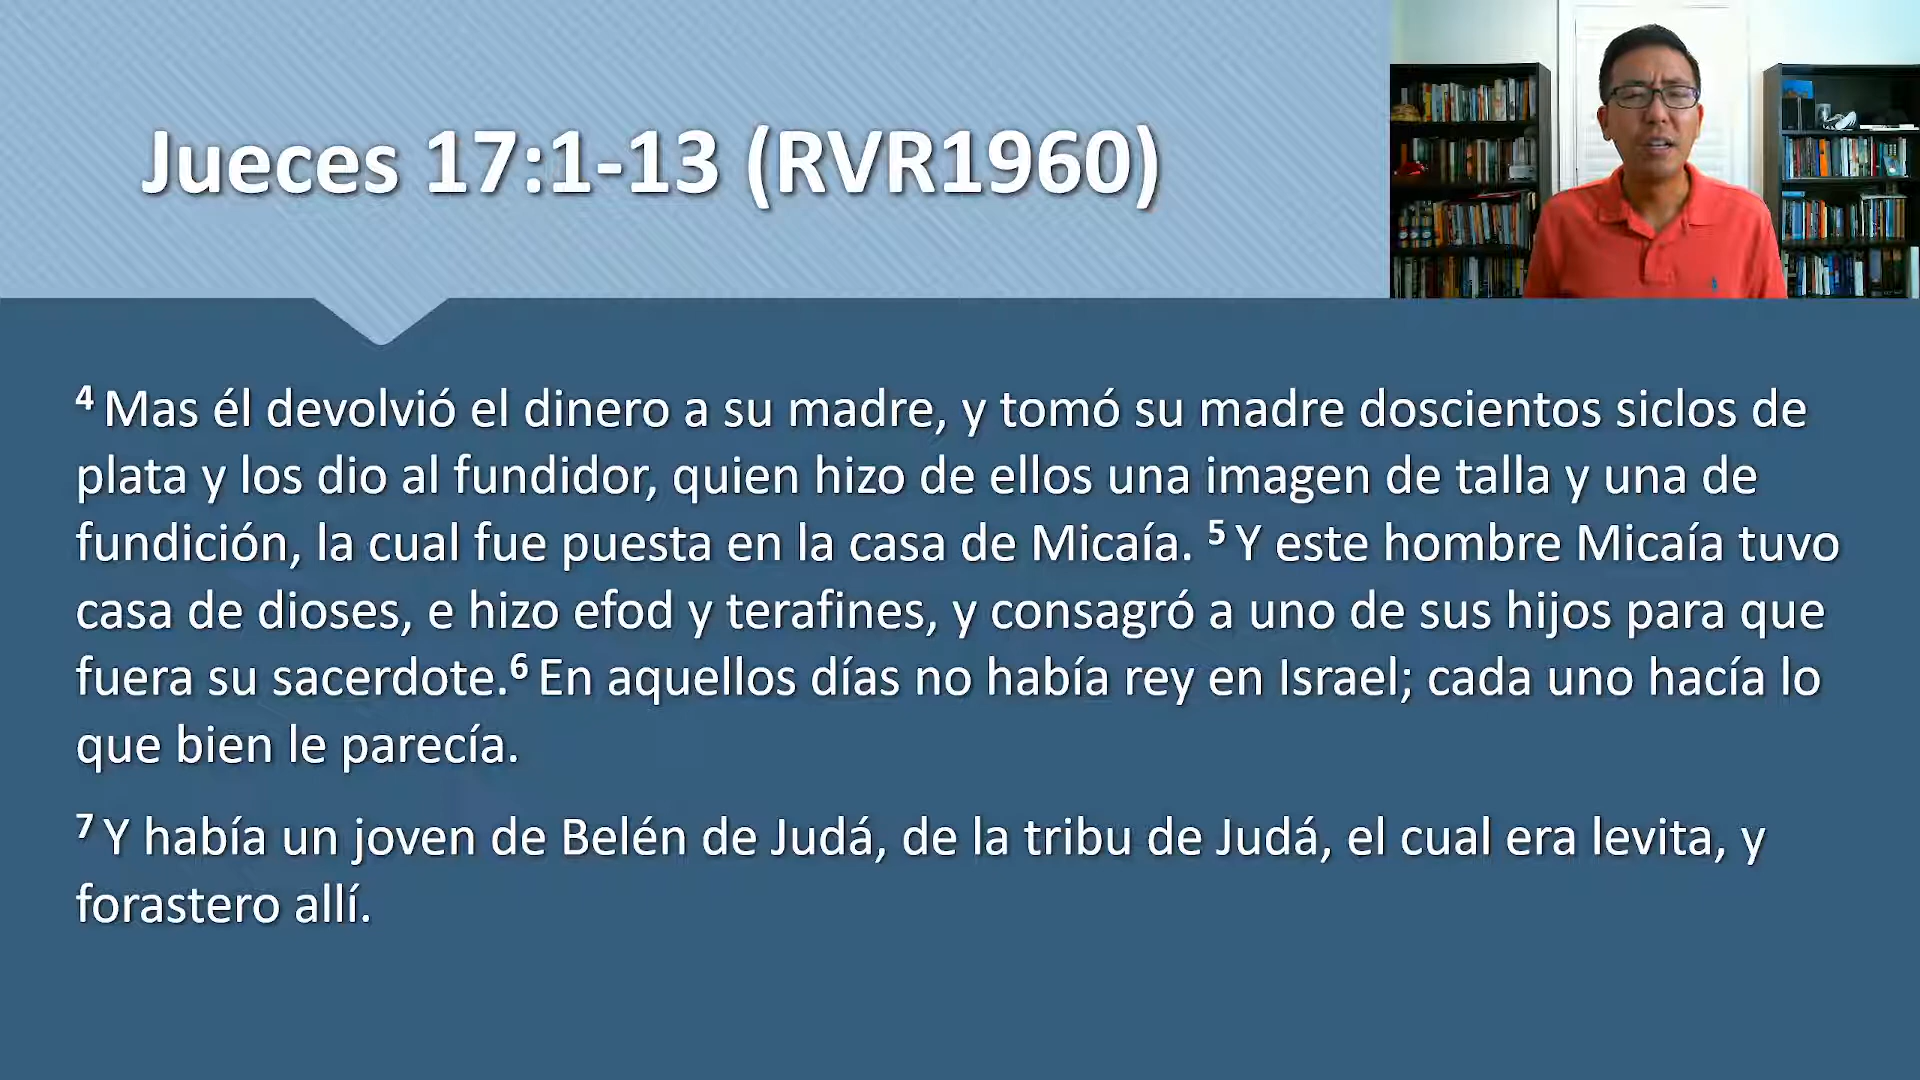 Jueces 17:1-13 (RVR1960)
4 Mas él devolvió el dinero a su madre, y tomó su madre doscientos siclos de
plata y los dio al fundidor, quien hizo de ellos una imagen de talla y una de
fundición, la cual fue puesta en la casa de Micaía. 5 Y este hombre Micaía tuvo
casa de dioses, e hizo efod y terafines, y consagró a uno de sus hijos para que
fuera su sacerdote.6 En aquellos días no había rey en Israel; cada uno hacía lo
que bien le parecía.
7 Y había un joven de Belén de Judá, de la tribu de Judá, el cual era levita, y
forastero allí.